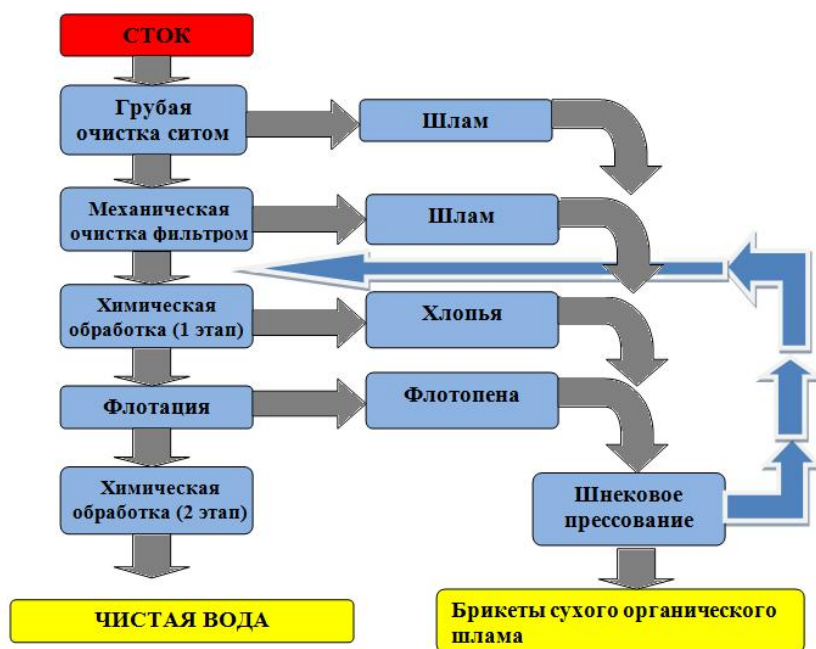 СТОК
Грубая
очистка ситом
Шлам
Механическая
очистка фильтром
Шлам
Химическая
обработка (1 этап)
Хлопья
Флотация
Флотопена
Химическая
обработка (2 этап)
Шнековое
прессование
ЧИСТАЯ ВОДА
Брикеты сухого органического
шлама